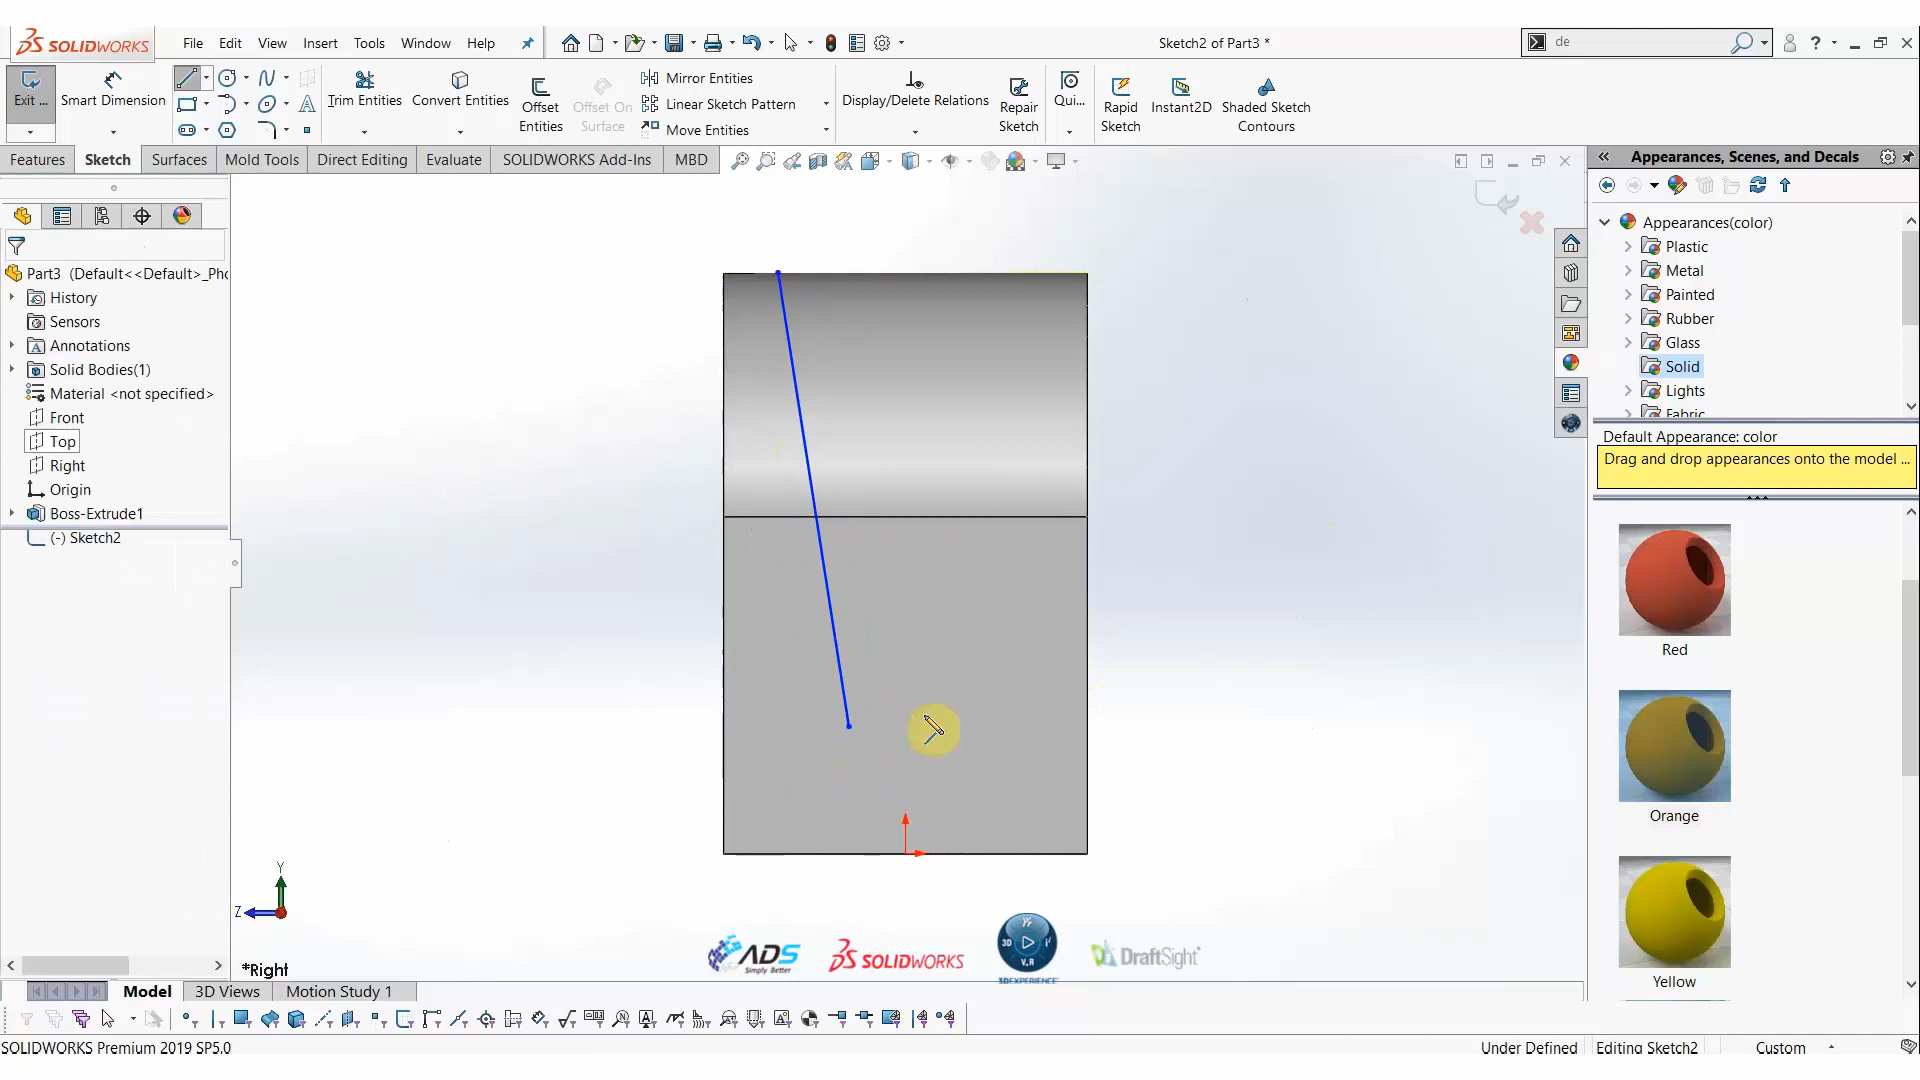 SOLIDWORKS
File Edit View Insert Tools Window Help
Sketch2 of Part3 *
de
Exit ...
Smart Dimension
Trim Entities
Convert Entities
Offset Entities
Offset On Surface
Mirror Entities
Linear Sketch Pattern
Move Entities
Display/Delete Relations
Repair Sketch
Qui...
Rapid Sketch
Instant2D
Shaded Sketch Contours
Features Sketch Surfaces Mold Tools Direct Editing Evaluate SOLIDWORKS Add-Ins MBD
Part3 (Default<<Default>_Pho
History
Sensors
Annotations
Solid Bodies(1)
Material <not specified>
Front
Top
Right
Origin
Boss-Extrude1
(-) Sketch2
Appearances, Scenes, and Decals
Appearances(color)
Plastic
Metal
Painted
Rubber
Glass
Solid
Lights
Fabric
Default Appearance: color
Drag and drop appearances onto the model ...
Red
Orange
Yellow
Y
Z
*Right
ADS
Simply Better
SOLIDWORKS
3D
V.R
3DEXPERIENCE
DraftSight
Model 3D Views Motion Study 1
SOLIDWORKS Premium 2019 SP5.0
Under Defined Editing Sketch2 Custom